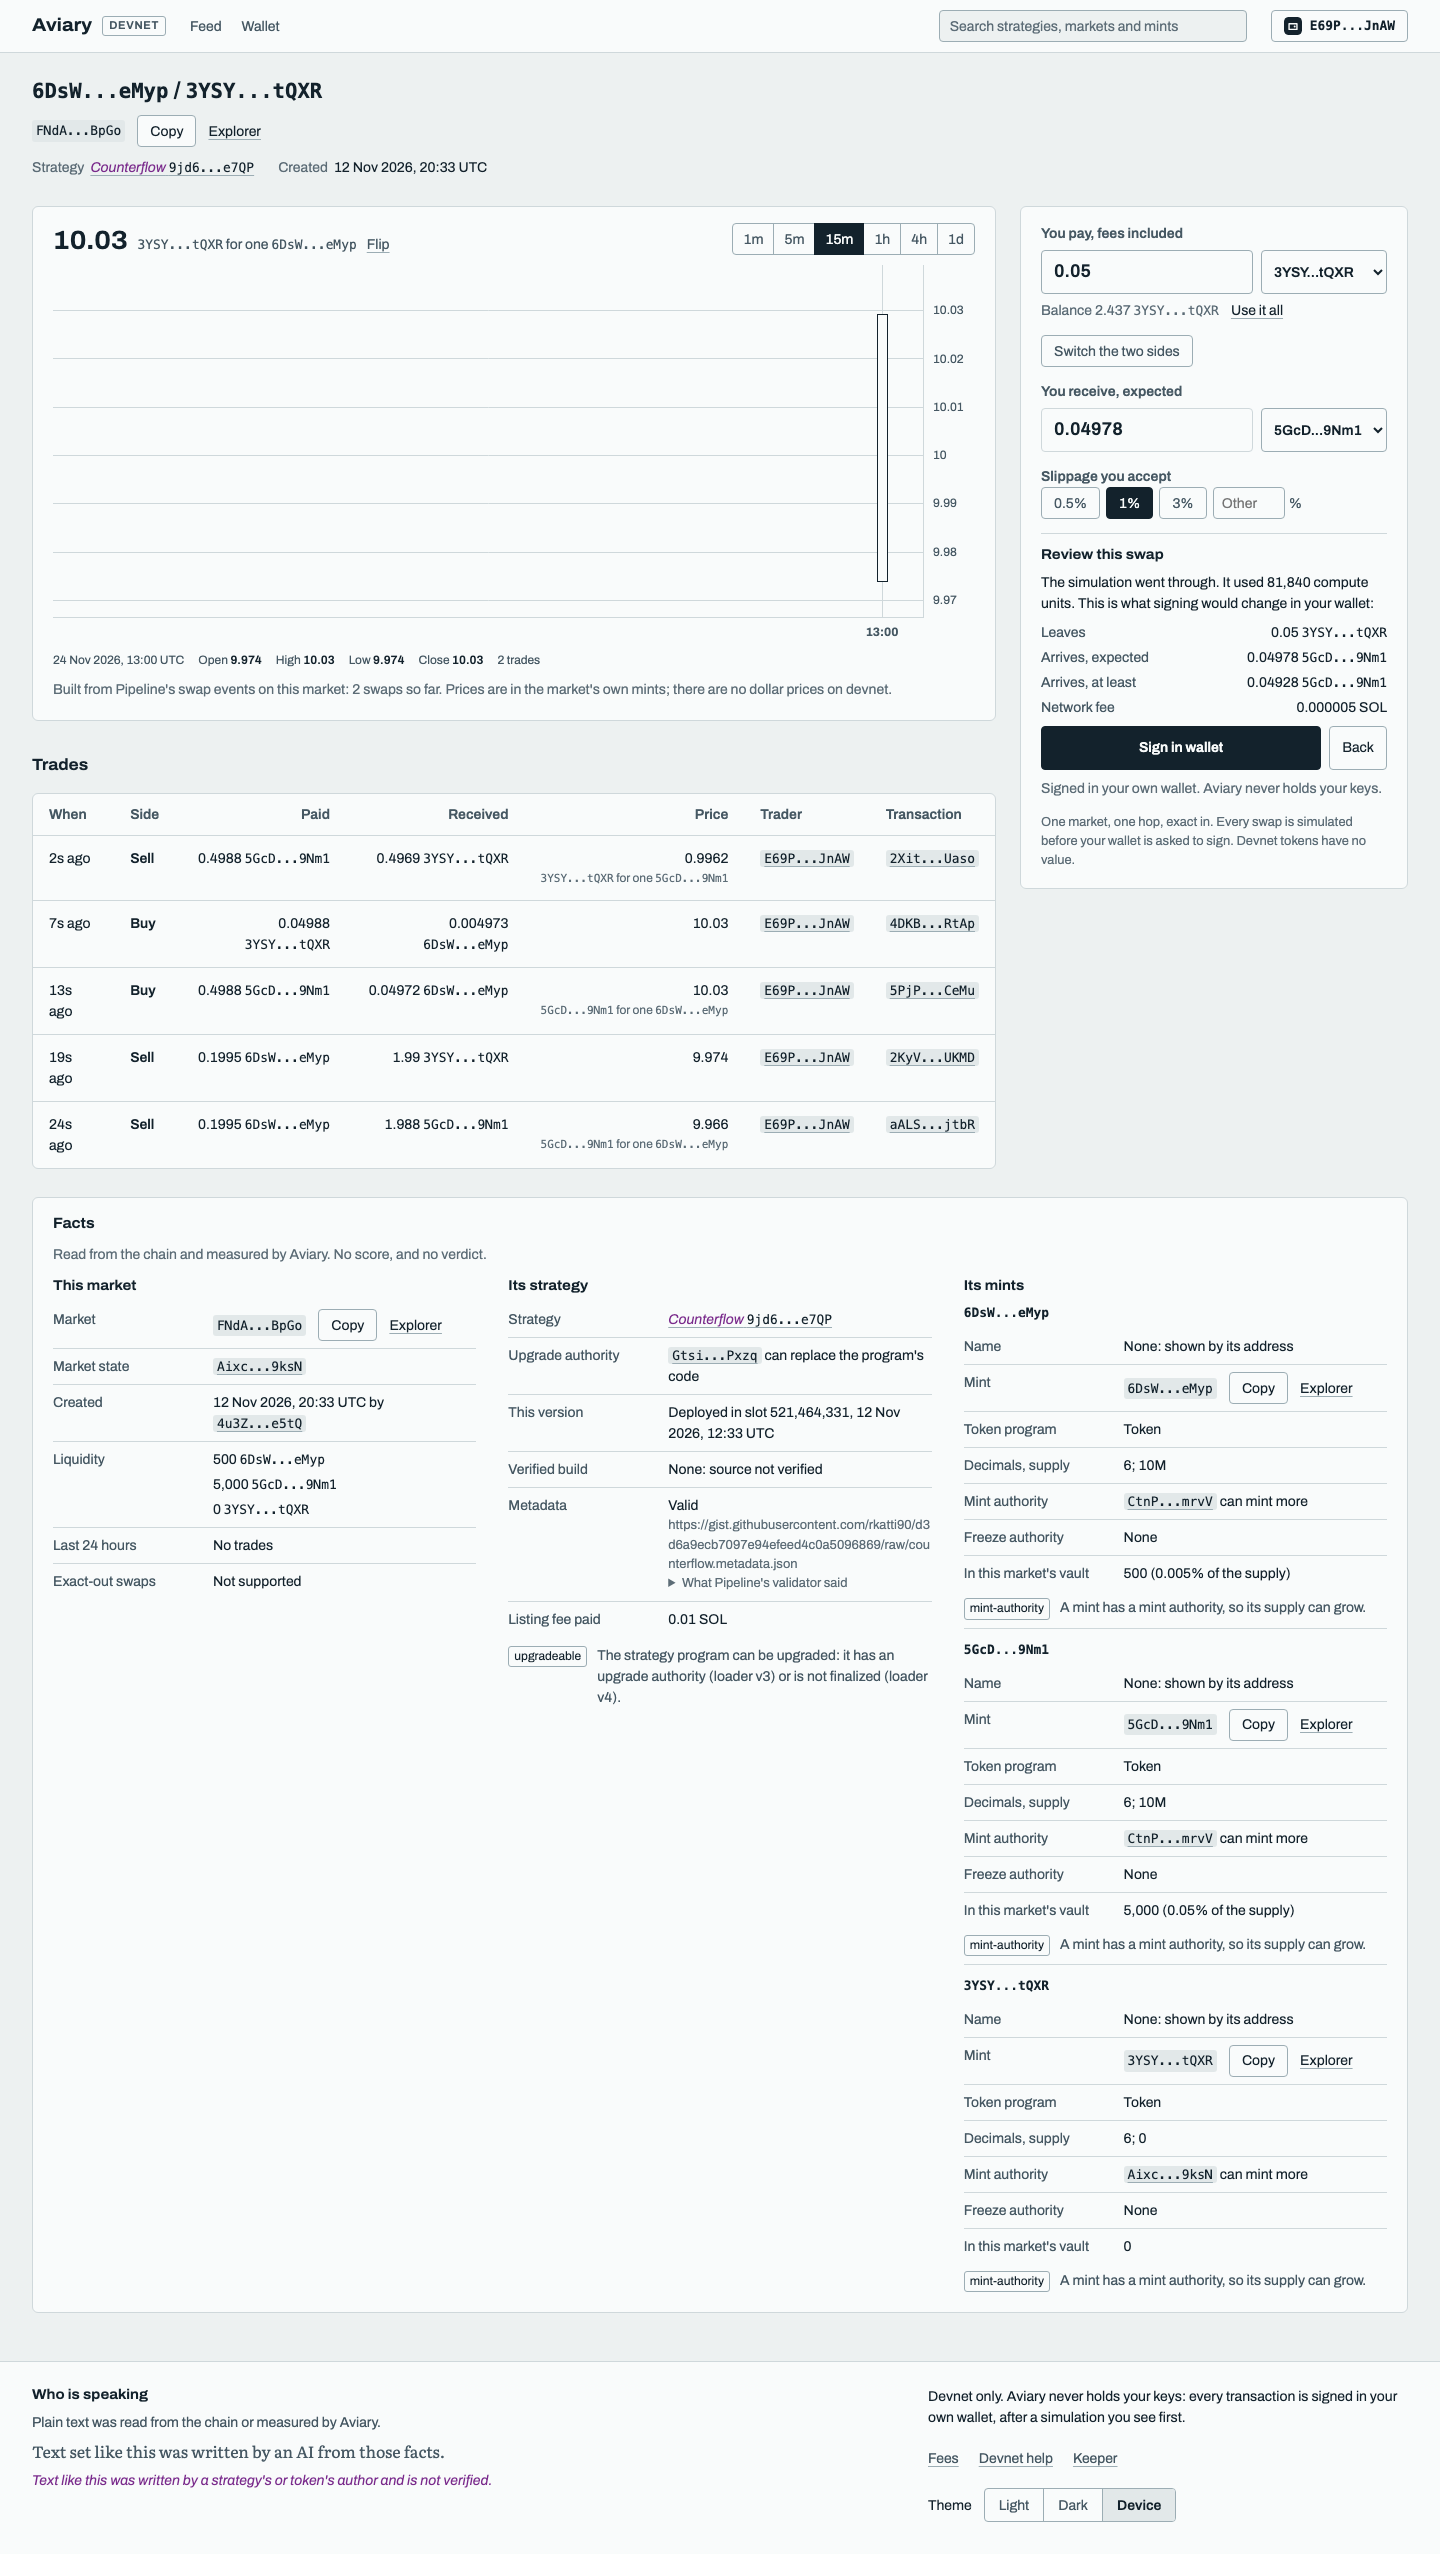 Aviary DEVNET Feed Wallet Search strategies, markets and mints E69P...JnAW
6DsW...eMyp / 3YSY...tQXR
FNdA...BpGo Copy Explorer
Strategy Counterflow 9jd6...e7QP Created 12 Nov 2026, 20:33 UTC
10.03 3YSY...tQXR for one 6DsW...eMyp Flip 1m 5m 15m 1h 4h 1d
10.03
10.02
10.01
10
9.99
9.98
9.97
13:00
24 Nov 2026, 13:00 UTC Open 9.974 High 10.03 Low 9.974 Close 10.03 2 trades
Built from Pipeline's swap events on this market: 2 swaps so far. Prices are in the market's own mints; there are no dollar prices on devnet.
You pay, fees included
0.05 3YSY...tQXR
Balance 2.437 3YSY...tQXR Use it all
Switch the two sides
You receive, expected
0.04978 5GcD...9Nm1
Slippage you accept
0.5% 1% 3% Other %
Review this swap
The simulation went through. It used 81,840 compute
units. This is what signing would change in your wallet:
Leaves 0.05 3YSY...tQXR
Arrives, expected 0.04978 5GcD...9Nm1
Arrives, at least 0.04928 5GcD...9Nm1
Network fee 0.000005 SOL
Sign in wallet Back
Signed in your own wallet. Aviary never holds your keys.
One market, one hop, exact in. Every swap is simulated
before your wallet is asked to sign. Devnet tokens have no
value.
Trades
When Side Paid Received Price Trader Transaction
2s ago Sell 0.4988 5GcD...9Nm1 0.4969 3YSY...tQXR 0.9962 E69P...JnAW 2Xit...Uaso
3YSY...tQXR for one 5GcD...9Nm1
7s ago Buy 0.04988 0.004973 10.03 E69P...JnAW 4DKB...RtAp
3YSY...tQXR 6DsW...eMyp
13s Buy 0.4988 5GcD...9Nm1 0.04972 6DsW...eMyp 10.03 E69P...JnAW 5PjP...CeMu
ago 5GcD...9Nm1 for one 6DsW...eMyp
19s Sell 0.1995 6DsW...eMyp 1.99 3YSY...tQXR 9.974 E69P...JnAW 2KyV...UKMD
ago
24s Sell 0.1995 6DsW...eMyp 1.988 5GcD...9Nm1 9.966 E69P...JnAW aALS...jtbR
ago 5GcD...9Nm1 for one 6DsW...eMyp
Facts
Read from the chain and measured by Aviary. No score, and no verdict.
This market
Market FNdA...BpGo Copy Explorer
Market state Aixc...9ksN
Created 12 Nov 2026, 20:33 UTC by
4u3Z...e5tQ
Liquidity 500 6DsW...eMyp
5,000 5GcD...9Nm1
0 3YSY...tQXR
Last 24 hours No trades
Exact-out swaps Not supported
Its strategy
Strategy Counterflow 9jd6...e7QP
Upgrade authority Gtsi...Pxzq can replace the program's
code
This version Deployed in slot 521,464,331, 12 Nov
2026, 12:33 UTC
Verified build None: source not verified
Metadata Valid
https://gist.githubusercontent.com/rkatti90/d3
d6a9ecb7097e94efeed4c0a5096869/raw/cou
nterflow.metadata.json
▶ What Pipeline's validator said
Listing fee paid 0.01 SOL
upgradeable The strategy program can be upgraded: it has an
upgrade authority (loader v3) or is not finalized (loader
v4).
Its mints
6DsW...eMyp
Name None: shown by its address
Mint 6DsW...eMyp Copy Explorer
Token program Token
Decimals, supply 6; 10M
Mint authority CtnP...mrvV can mint more
Freeze authority None
In this market's vault 500 (0.005% of the supply)
mint-authority A mint has a mint authority, so its supply can grow.
5GcD...9Nm1
Name None: shown by its address
Mint 5GcD...9Nm1 Copy Explorer
Token program Token
Decimals, supply 6; 10M
Mint authority CtnP...mrvV can mint more
Freeze authority None
In this market's vault 5,000 (0.05% of the supply)
mint-authority A mint has a mint authority, so its supply can grow.
3YSY...tQXR
Name None: shown by its address
Mint 3YSY...tQXR Copy Explorer
Token program Token
Decimals, supply 6; 0
Mint authority Aixc...9ksN can mint more
Freeze authority None
In this market's vault 0
mint-authority A mint has a mint authority, so its supply can grow.
Who is speaking
Plain text was read from the chain or measured by Aviary.
Text set like this was written by an AI from those facts.
Text like this was written by a strategy's or token's author and is not verified.
Devnet only. Aviary never holds your keys: every transaction is signed in your
own wallet, after a simulation you see first.
Fees Devnet help Keeper
Theme Light Dark Device